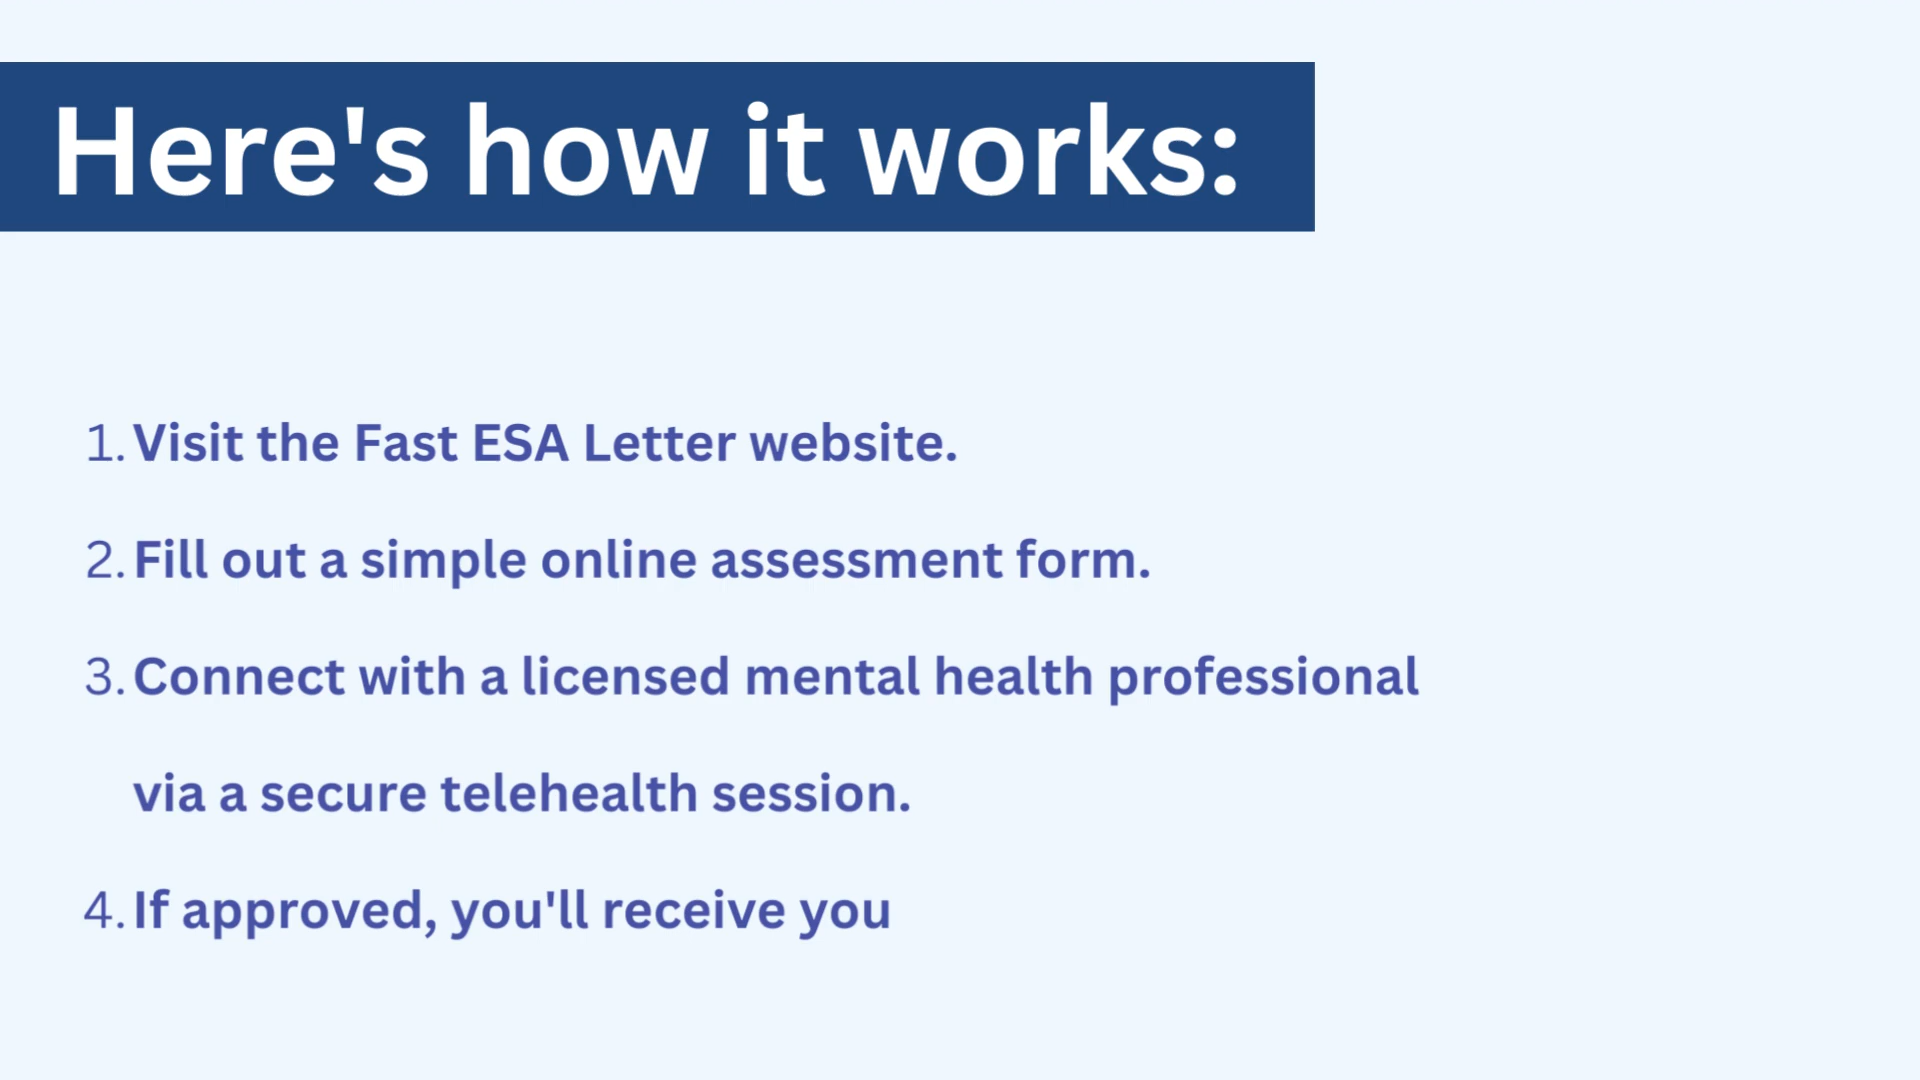 Here's how it works:
1. Visit the Fast ESA Letter website.
2. Fill out a simple online assessment form.
3. Connect with a licensed mental health professional
via a secure telehealth session.
4. If approved, you'll receive you